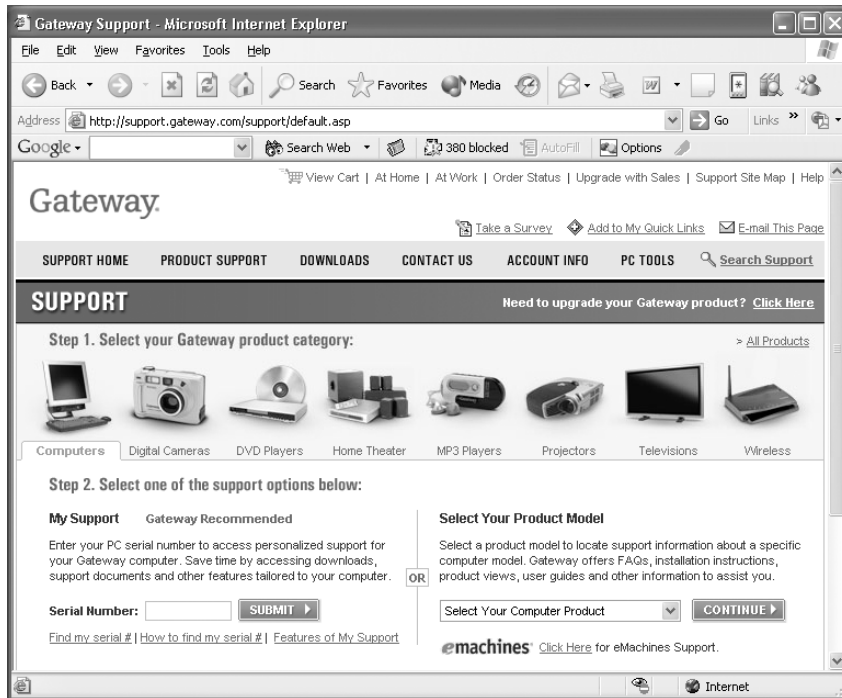 Gateway Support - Microsoft Internet Explorer
File Edit View Favorites Tools Help
Back Search Favorites Media
Address http://support.gateway.com/support/default.asp Go Links »
Google Search Web 380 blocked AutoFill Options
View Cart | At Home | At Work | Order Status | Upgrade with Sales | Support Site Map | Help
Gateway.
Take a Survey Add to My Quick Links E-mail This Page
SUPPORT HOME PRODUCT SUPPORT DOWNLOADS CONTACT US ACCOUNT INFO PC TOOLS Search Support
SUPPORT Need to upgrade your Gateway product? Click Here
Step 1. Select your Gateway product category: > All Products
Computers Digital Cameras DVD Players Home Theater MP3 Players Projectors Televisions Wireless
Step 2. Select one of the support options below:
My Support Gateway Recommended
Enter your PC serial number to access personalized support for
your Gateway computer. Save time by accessing downloads,
support documents and other features tailored to your computer.
Serial Number: SUBMIT
Find my serial # | How to find my serial # | Features of My Support
OR
Select Your Product Model
Select a product model to locate support information about a specific
computer model. Gateway offers FAQs, installation instructions,
product views, user guides and other information to assist you.
Select Your Computer Product CONTINUE
emachines Click Here for eMachines Support.
Internet